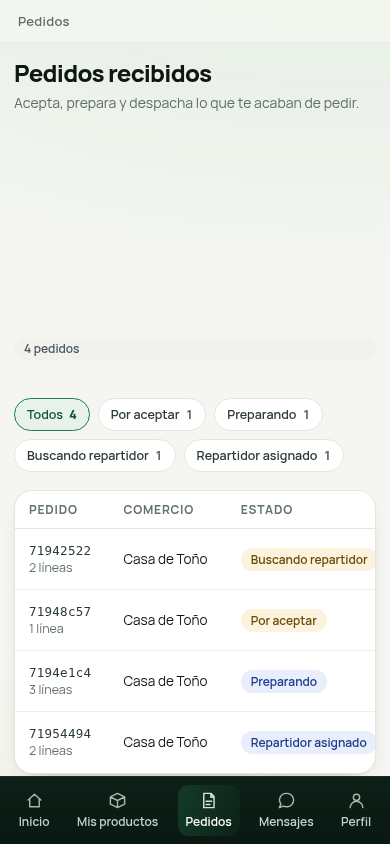 Pedidos
Pedidos recibidos
Acepta, prepara y despacha lo que te acaban de pedir.
4 pedidos
Todos 4 Por aceptar 1 Preparando 1
Buscando repartidor 1 Repartidor asignado 1
PEDIDO COMERCIO ESTADO
71942522
2 líneas
Casa de Toño
Buscando repartidor
71948c57
1 línea
Casa de Toño
Por aceptar
7194e1c4
3 líneas
Casa de Toño
Preparando
71954494
2 líneas
Casa de Toño
Repartidor asignado
Inicio Mis productos Pedidos Mensajes Perfil